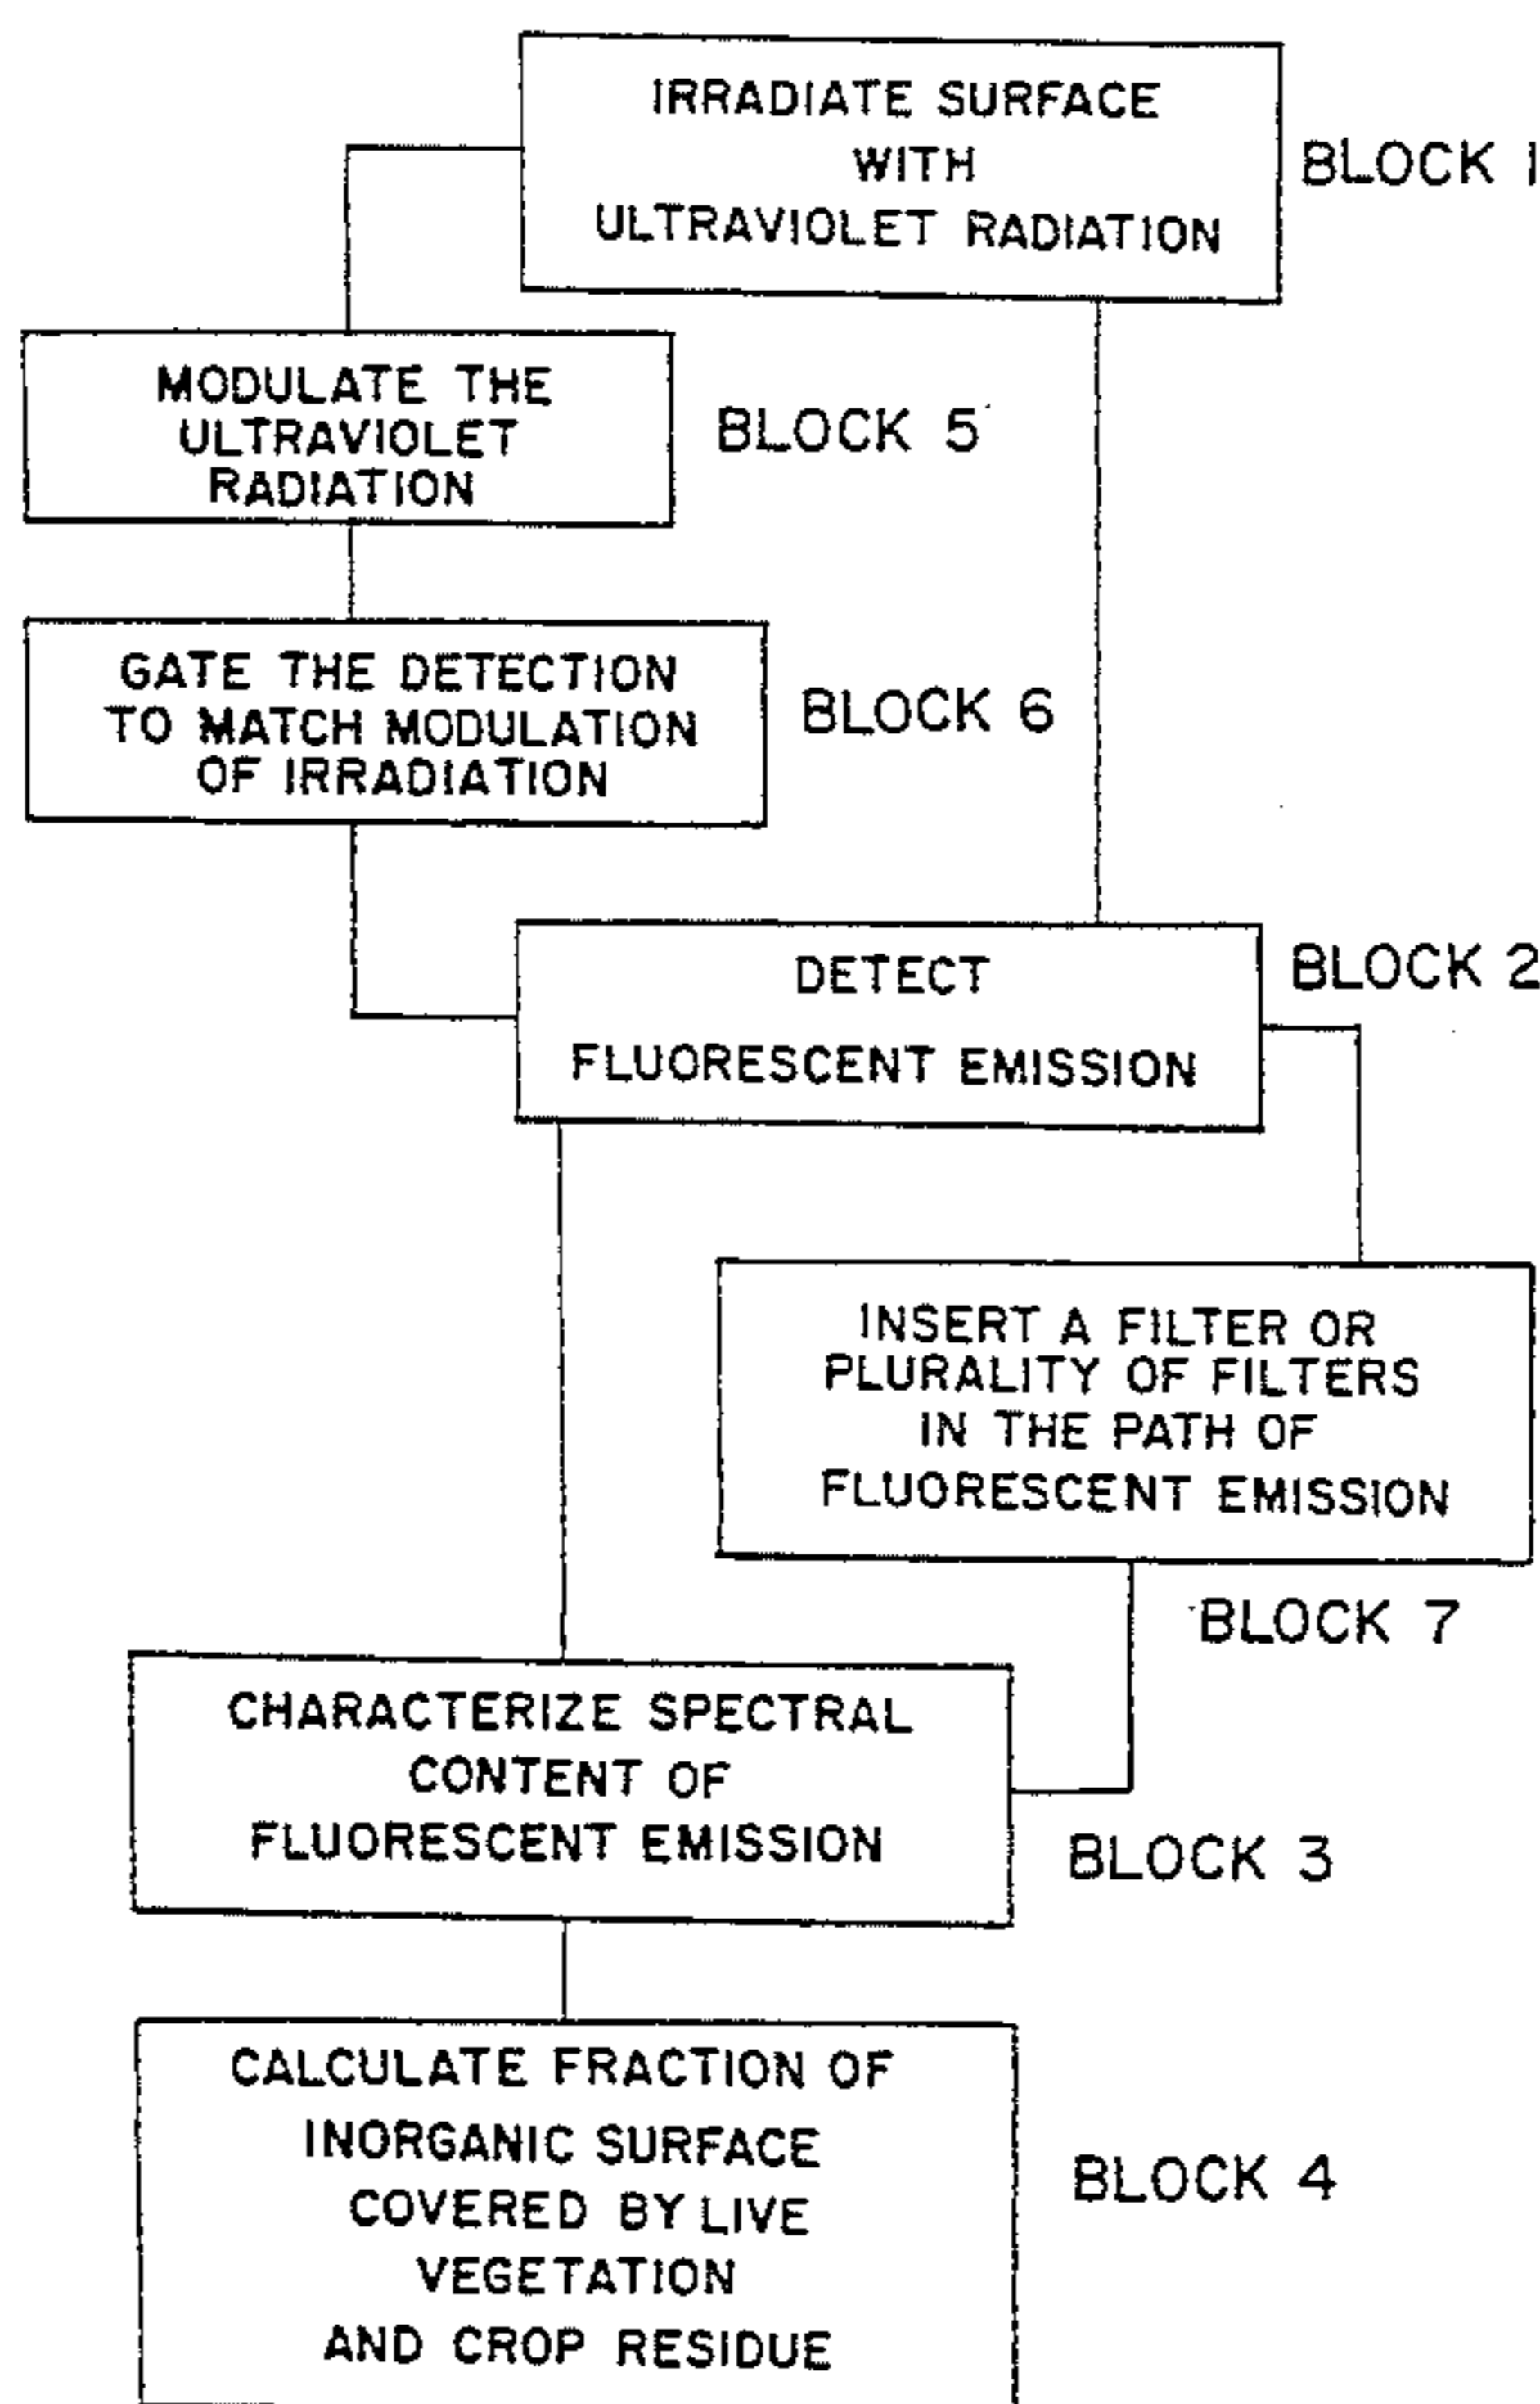 IRRADIATE SURFACE
WITH
ULTRAVIOLET RADIATION
BLOCK 1
MODULATE THE
ULTRAVIOLET
RADIATION
BLOCK 5
GATE THE DETECTION
TO MATCH MODULATION
OF IRRADIATION
BLOCK 6
DETECT
FLUORESCENT EMISSION
BLOCK 2
INSERT A FILTER OR
PLURALITY OF FILTERS
IN THE PATH OF
FLUORESCENT EMISSION
BLOCK 7
CHARACTERIZE SPECTRAL
CONTENT OF
FLUORESCENT EMISSION
BLOCK 3
CALCULATE FRACTION OF
INORGANIC SURFACE
COVERED BY LIVE
VEGETATION
AND CROP RESIDUE
BLOCK 4